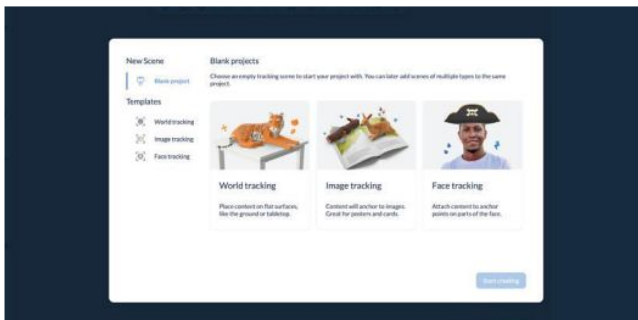 New Scene
Blank project
Templates
World tracking
Image tracking
Face tracking
Blank projects
Choose an empty tracking scene to start your project with. You can later add scenes of multiple types to the same
project.
World tracking
Place content on flat surfaces,
like the ground or tabletop.
Image tracking
Content will anchor to images.
Great for posters and cards.
Face tracking
Attach content to anchor
points on parts of the face.
Start creating